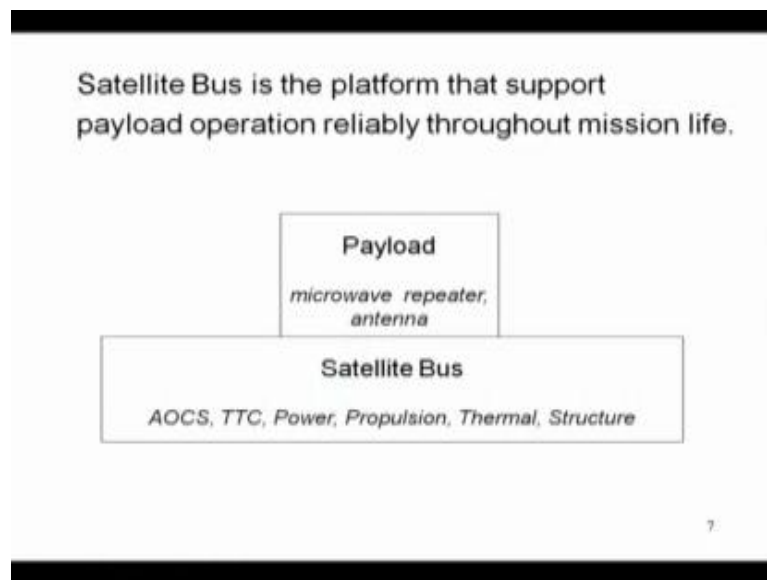 Satellite Bus is the platform that support
payload operation reliably throughout mission life.
Payload
microwave repeater,
antenna
Satellite Bus
AOCS, TTC, Power, Propulsion, Thermal, Structure
7